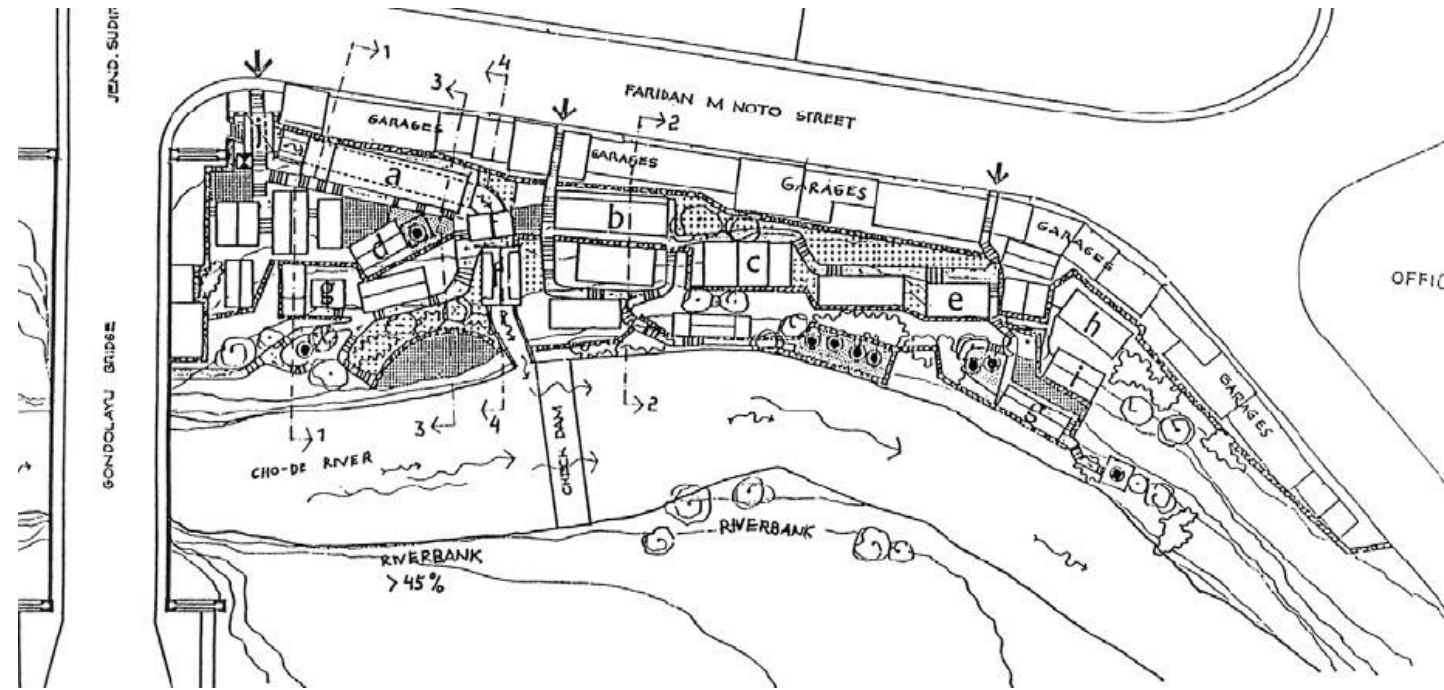 JEND. SUDIR
1
4
3
FARIDAN M NOTO STREET
2
GARAGES
GARAGES
GARAGES
GARAGES
j
a
b
d
c
e
g
h
i
g'
OFFIC
GONDOLAYU BRIDGE
GARAGES
1
3
4
2
CHO-DE RIVER
CHECK DAM
RIVERBANK
>45%
RIVERBANK